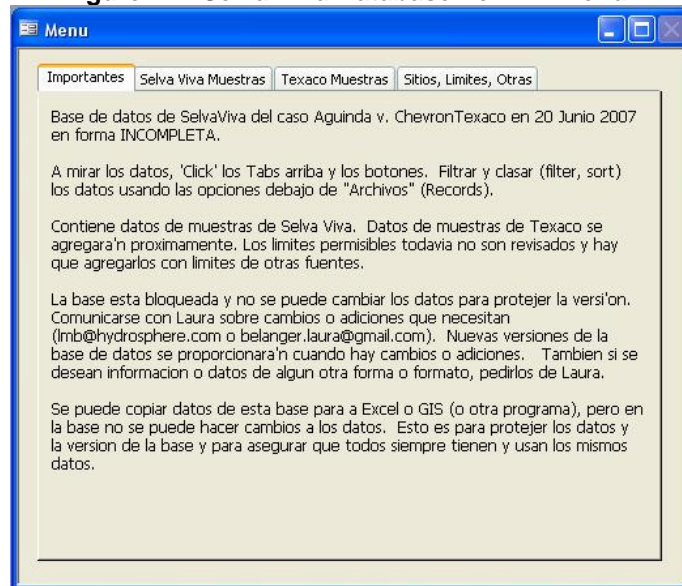 Menu
Importantes Selva Viva Muestras Texaco Muestras Sitios, Limites, Otras
Base de datos de SelvaViva del caso Aguinda v. ChevronTexaco en 20 Junio 2007
en forma INCOMPLETA.
A mirar los datos, 'Click' los Tabs arriba y los botones. Filtrar y clasar (filter, sort)
los datos usando las opciones debajo de "Archivos" (Records).
Contiene datos de muestras de Selva Viva. Datos de muestras de Texaco se
agregara'n proximamente. Los limites permisibles todavia no son revisados y hay
que agregarlos con limites de otras fuentes.
La base esta bloqueada y no se puede cambiar los datos para protejer la versi'on.
Comunicarse con Laura sobre cambios o adiciones que necesitan
(lmb@hydrosphere.com o belanger.laura@gmail.com). Nuevas versiones de la
base de datos se proporcionara'n cuando hay cambios o adiciones. Tambien si se
desean informacion o datos de algun otra forma o formato, pedirlos de Laura.
Se puede copiar datos de esta base para a Excel o GIS (o otra programa), pero en
la base no se puede hacer cambios a los datos. Esto es para protejer los datos y
la version de la base y para asegurar que todos siempre tienen y usan los mismos
datos.